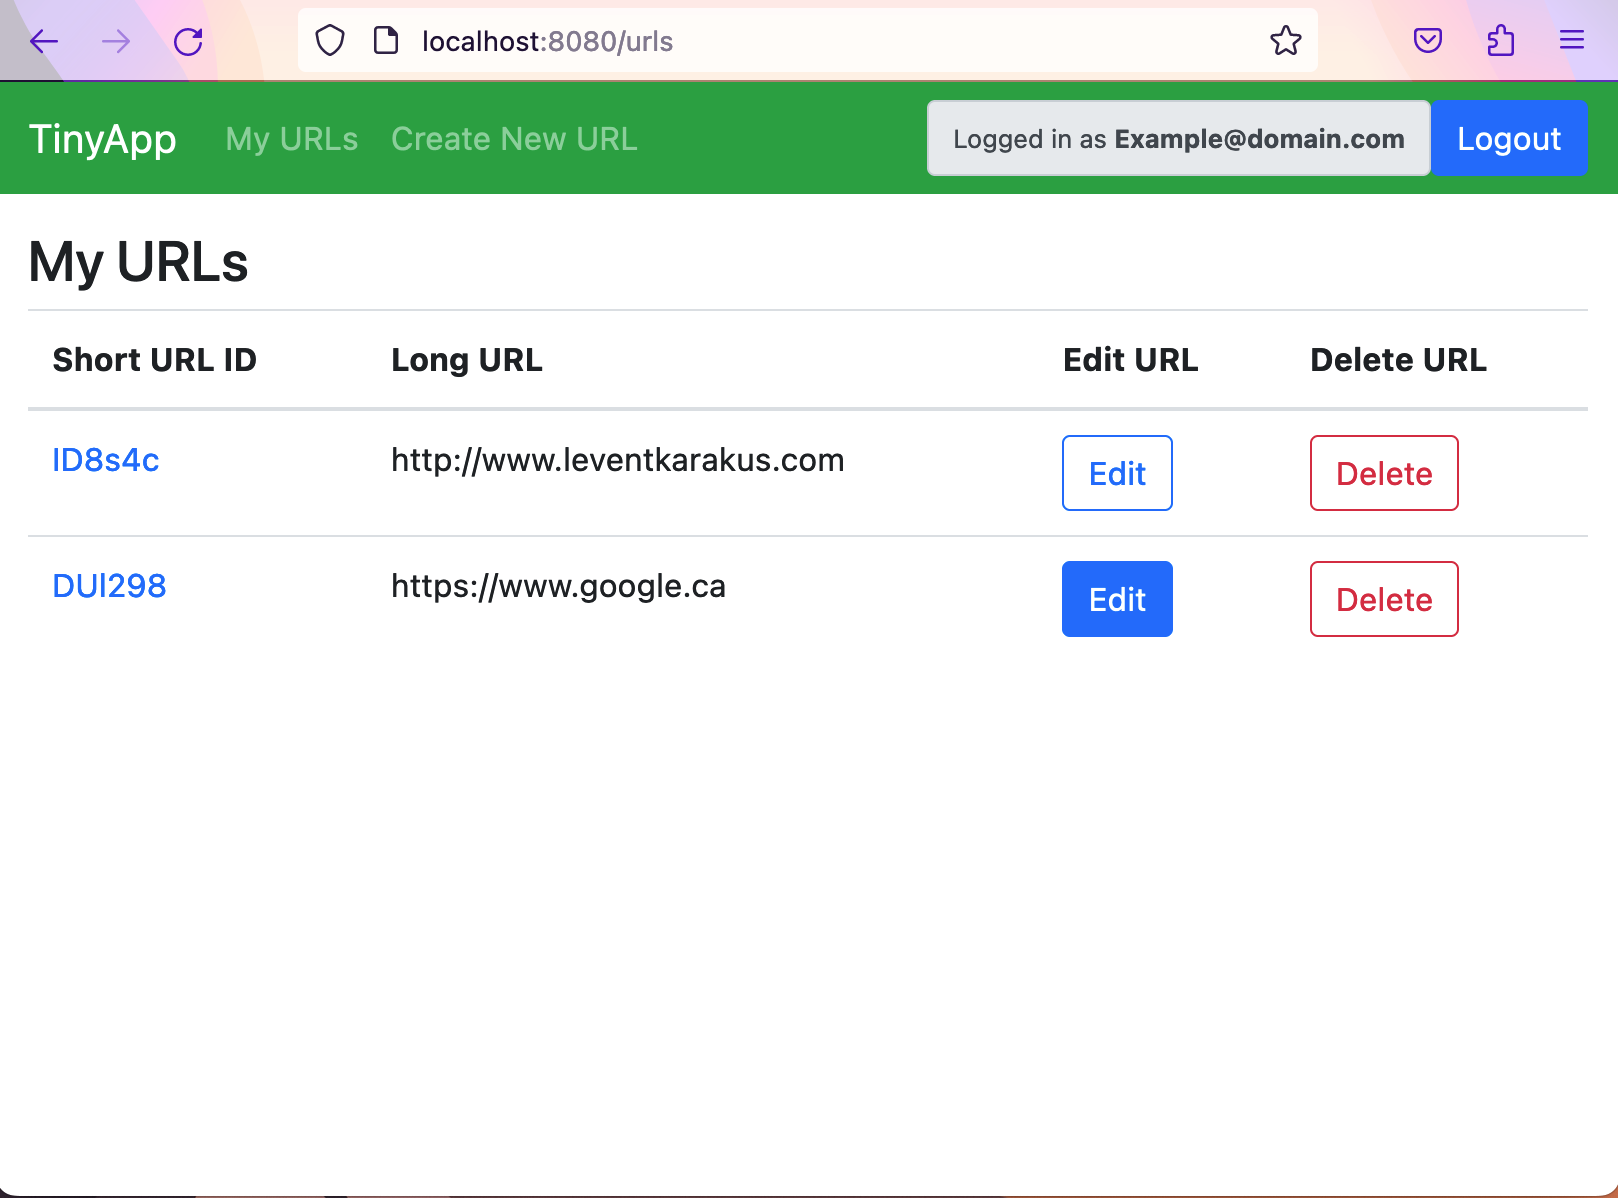 localhost:8080/urls
TinyApp My URLs Create New URL Logged in as Example@domain.com Logout
My URLs
Short URL ID Long URL Edit URL Delete URL
ID8s4c http://www.leventkarakus.com Edit Delete
DUl298 https://www.google.ca Edit Delete